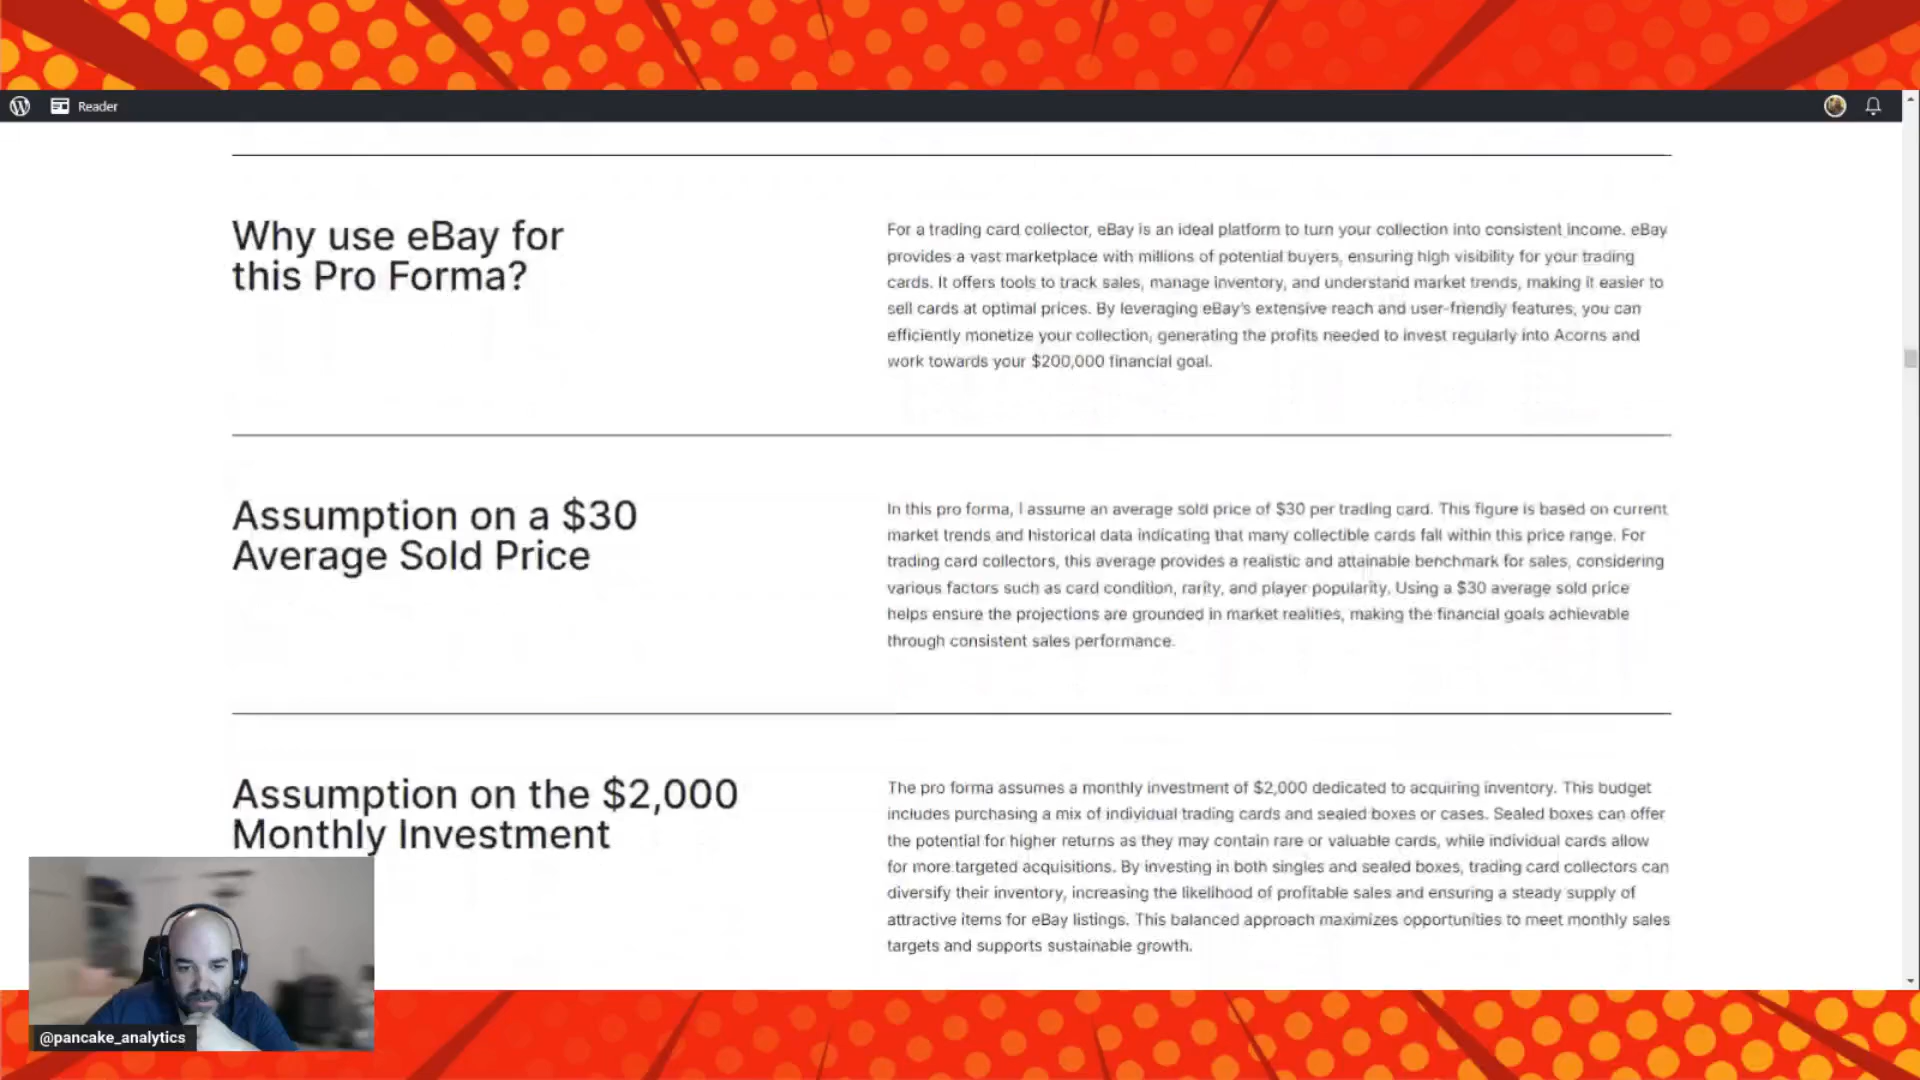 Reader
Why use eBay for
this Pro Forma?
For a trading card collector, eBay is an ideal platform to turn your collection into consistent income. eBay
provides a vast marketplace with millions of potential buyers, ensuring high visibility for your trading
cards. It offers tools to track sales, manage inventory, and understand market trends, making it easier to
sell cards at optimal prices. By leveraging eBay's extensive reach and user-friendly features, you can
efficiently monetize your collection, generating the profits needed to invest regularly into Acorns and
work towards your $200,000 financial goal.
Assumption on a $30
Average Sold Price
In this pro forma, I assume an average sold price of $30 per trading card. This figure is based on current
market trends and historical data indicating that many collectible cards fall within this price range. For
trading card collectors, this average provides a realistic and attainable benchmark for sales, considering
various factors such as card condition, rarity, and player popularity. Using a $30 average sold price
helps ensure the projections are grounded in market realities, making the financial goals achievable
through consistent sales performance.
Assumption on the $2,000
Monthly Investment
The pro forma assumes a monthly investment of $2,000 dedicated to acquiring inventory. This budget
includes purchasing a mix of individual trading cards and sealed boxes or cases. Sealed boxes can offer
the potential for higher returns as they may contain rare or valuable cards, while individual cards allow
for more targeted acquisitions. By investing in both singles and sealed boxes, trading card collectors can
diversify their inventory, increasing the likelihood of profitable sales and ensuring a steady supply of
attractive items for eBay listings. This balanced approach maximizes opportunities to meet monthly sales
targets and supports sustainable growth.
@pancake_analytics